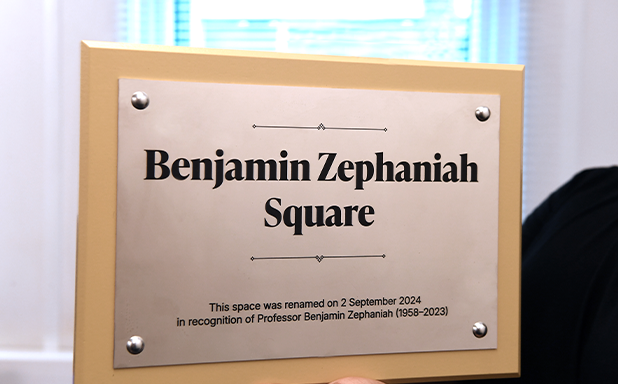 Benjamin Zephaniah
Square
This space was renamed on 2 September 2024
in recognition of Professor Benjamin Zephaniah (1958–2023)